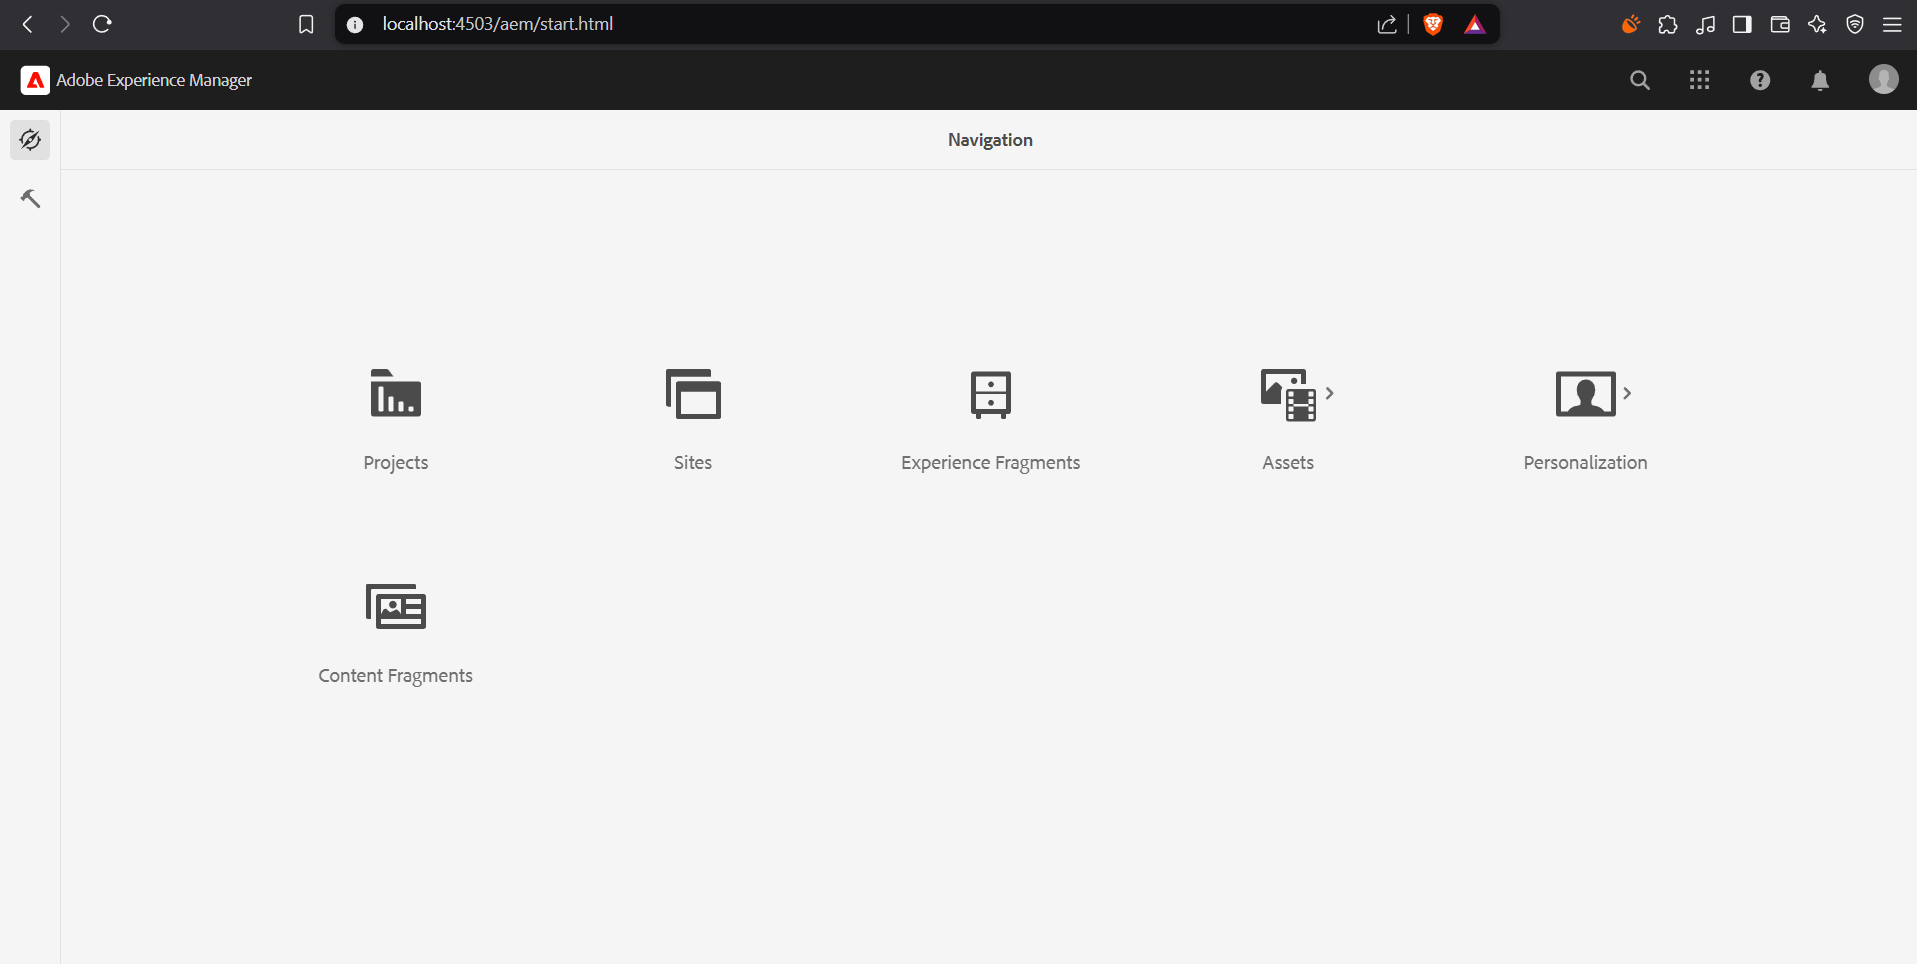 localhost:4503/aem/start.html
Adobe Experience Manager
Navigation
Projects
Sites
Experience Fragments
Assets
Personalization
Content Fragments